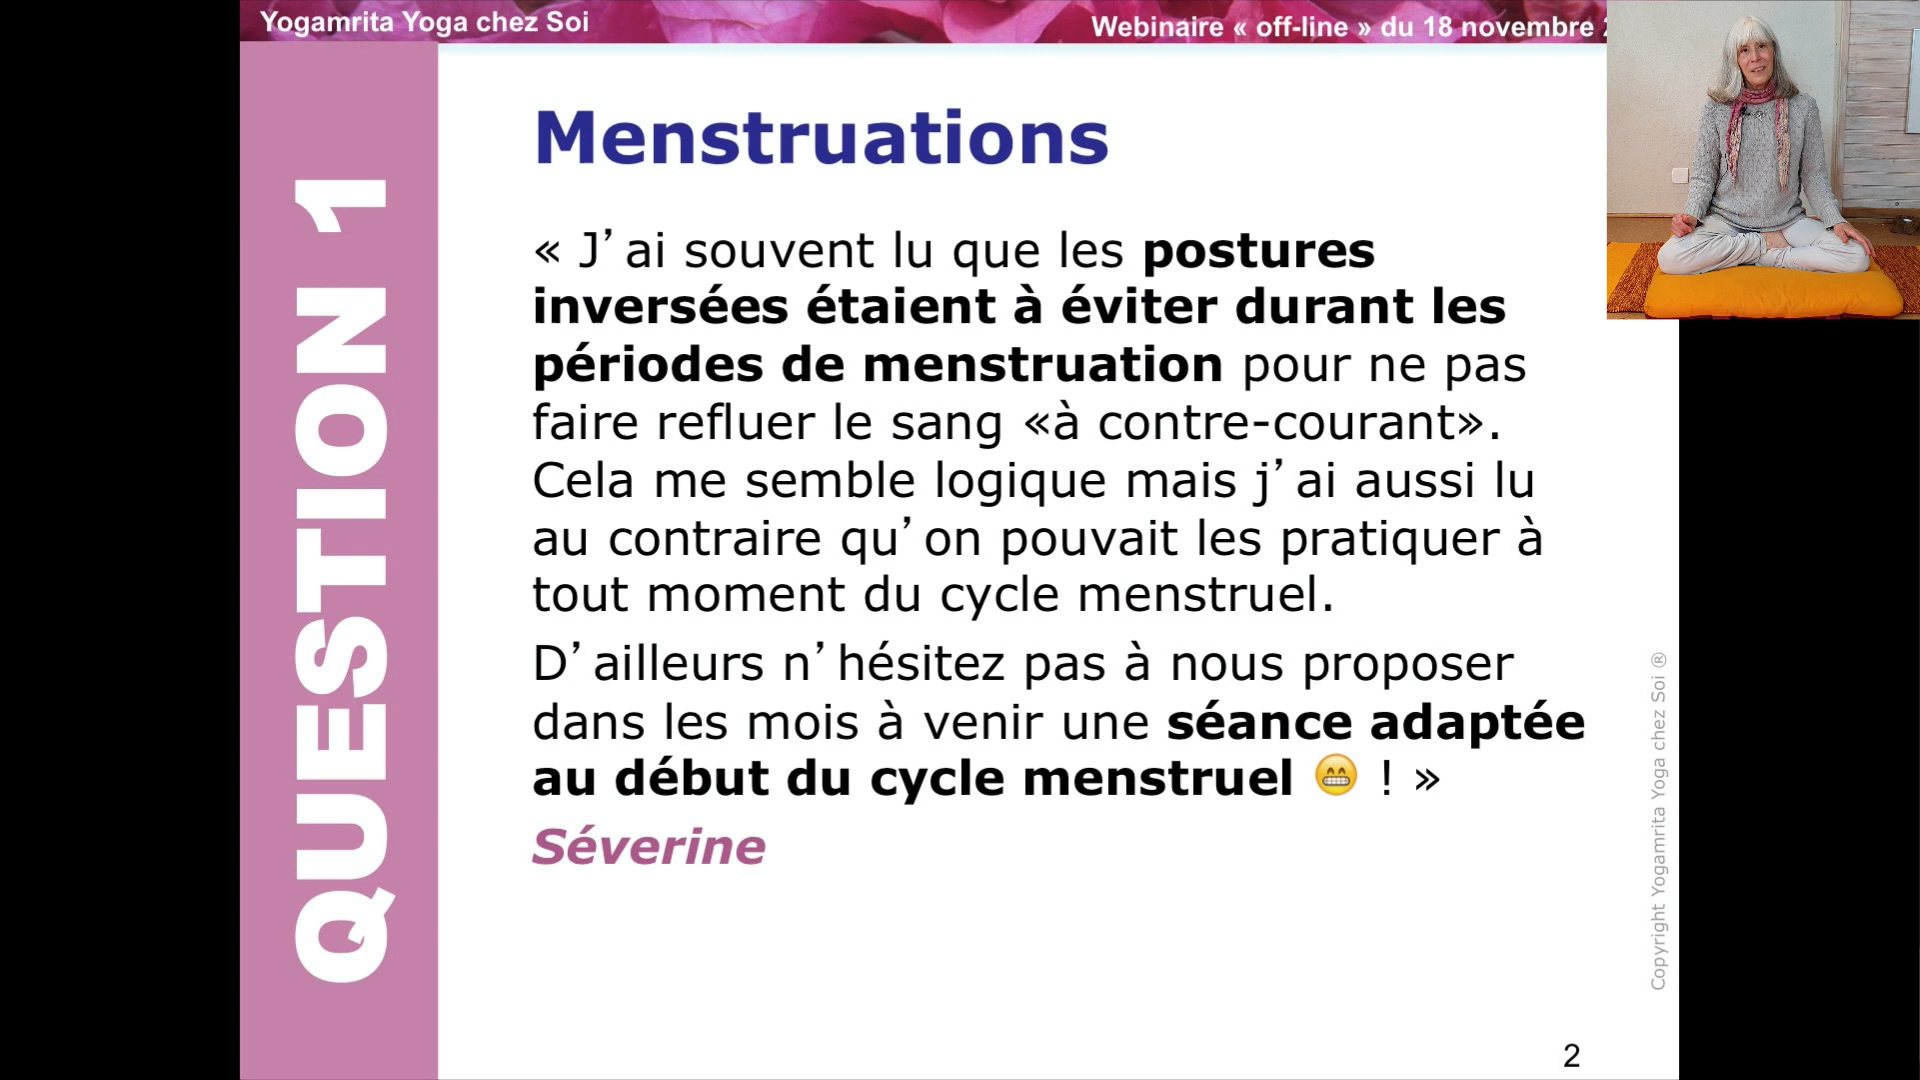 Yogamrita Yoga chez Soi
Webinaire « off-line » du 18 novembre
QUESTION 1
Menstruations
« J’ai souvent lu que les postures
inversées étaient à éviter durant les
périodes de menstruation pour ne pas
faire refluer le sang «à contre-courant».
Cela me semble logique mais j’ai aussi lu
au contraire qu’on pouvait les pratiquer à
tout moment du cycle menstruel.
D’ailleurs n’hésitez pas à nous proposer
dans les mois à venir une séance adaptée
au début du cycle menstruel 😁 ! »
Séverine
Copyright Yogamrita Yoga chez Soi ®
2